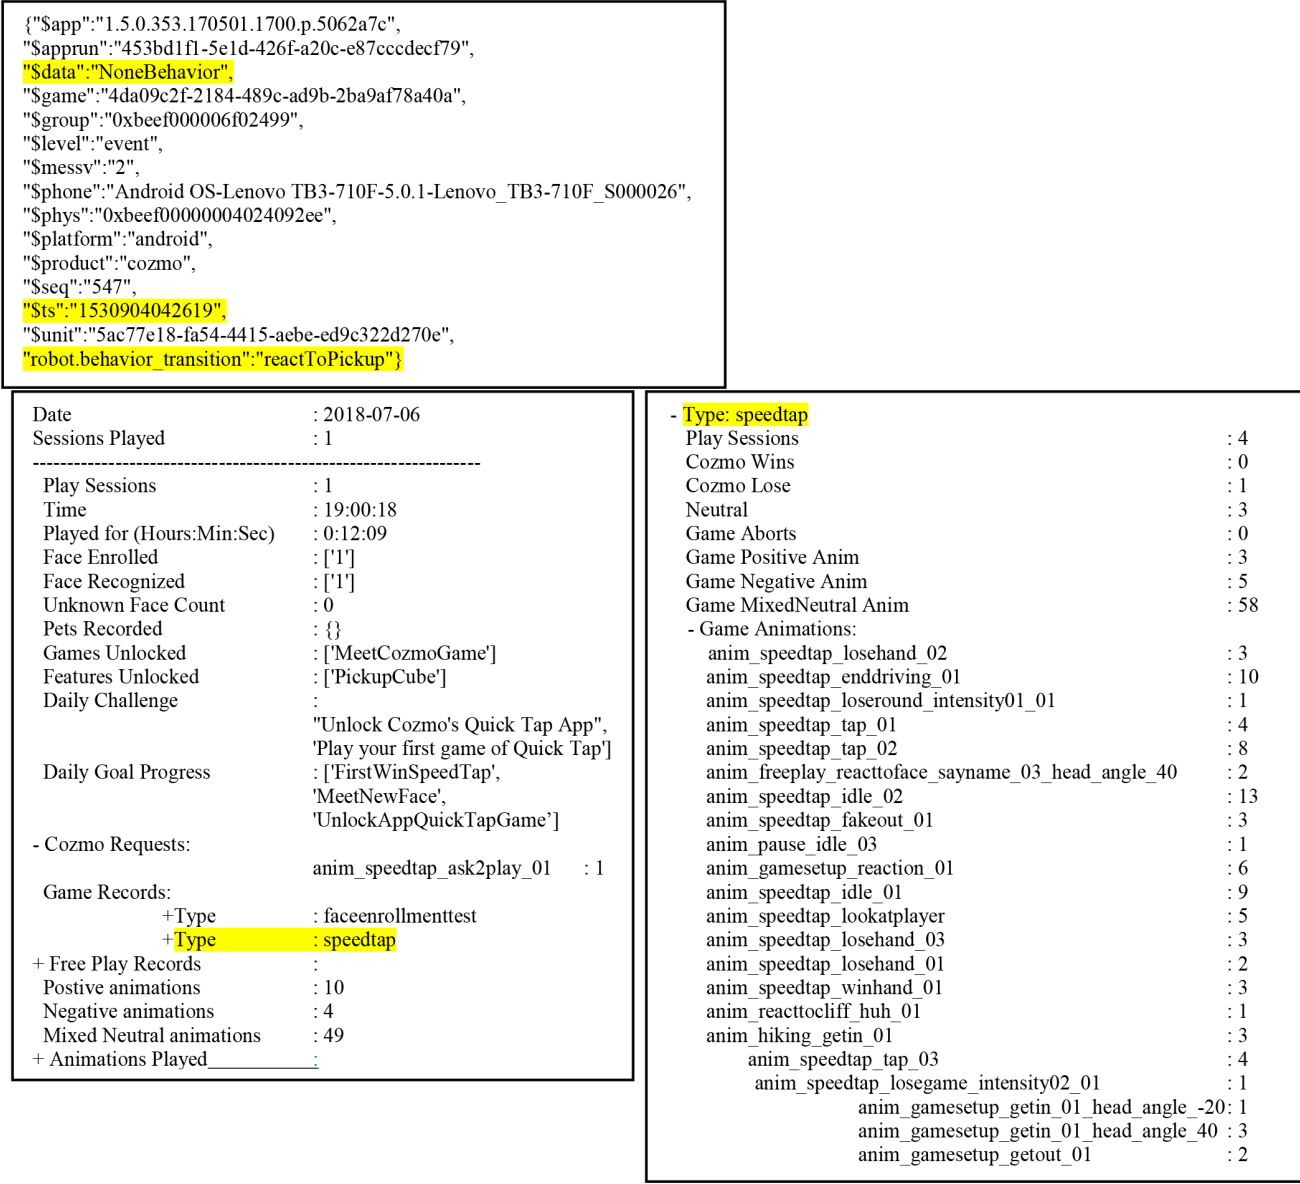 {"$app":"1.5.0.353.170501.1700.p.5062a7c",
"$apprun":"453bd1f1-5e1d-426f-a20c-e87cccdecf79",
"$data":"NoneBehavior",
"$game":"4da09c2f-2184-489c-ad9b-2ba9af78a40a",
"$group":"0xbeef000006f02499",
"$level":"event",
"$messv":"2",
"$phone":"Android OS-Lenovo TB3-710F-5.0.1-Lenovo_TB3-710F_S000026",
"$phys":"0xbeef00000004024092ee",
"$platform":"android",
"$product":"cozmo",
"$seq":"547",
"$ts":"1530904042619",
"$unit":"5ac77e18-fa54-4415-aebe-ed9c322d270e",
"robot.behavior_transition":"reactToPickup"}
Date : 2018-07-06
Sessions Played : 1
-----------------------------------------------------------------
Play Sessions : 1
Time : 19:00:18
Played for (Hours:Min:Sec) : 0:12:09
Face Enrolled : ['1']
Face Recognized : ['1']
Unknown Face Count : 0
Pets Recorded : {}
Games Unlocked : ['MeetCozmoGame']
Features Unlocked : ['PickupCube']
Daily Challenge :
"Unlock Cozmo's Quick Tap App",
'Play your first game of Quick Tap']
Daily Goal Progress : ['FirstWinSpeedTap',
'MeetNewFace',
'UnlockAppQuickTapGame’]
- Cozmo Requests:
anim_speedtap_ask2play_01 : 1
Game Records:
+Type : faceenrollmenttest
+Type : speedtap
+ Free Play Records :
Postive animations : 10
Negative animations : 4
Mixed Neutral animations : 49
+ Animations Played__________:
- Type: speedtap
Play Sessions : 4
Cozmo Wins : 0
Cozmo Lose : 1
Neutral : 3
Game Aborts : 0
Game Positive Anim : 3
Game Negative Anim : 5
Game MixedNeutral Anim : 58
- Game Animations:
anim_speedtap_losehand_02 : 3
anim_speedtap_enddriving_01 : 10
anim_speedtap_loseround_intensity01_01 : 1
anim_speedtap_tap_01 : 4
anim_speedtap_tap_02 : 8
anim_freeplay_reacttoface_sayname_03_head_angle_40 : 2
anim_speedtap_idle_02 : 13
anim_speedtap_fakeout_01 : 3
anim_pause_idle_03 : 1
anim_gamesetup_reaction_01 : 6
anim_speedtap_idle_01 : 9
anim_speedtap_lookatplayer : 5
anim_speedtap_losehand_03 : 3
anim_speedtap_losehand_01 : 2
anim_speedtap_winhand_01 : 3
anim_reacttocliff_huh_01 : 1
anim_hiking_getin_01 : 3
anim_speedtap_tap_03 : 4
anim_speedtap_losegame_intensity02_01 : 1
anim_gamesetup_getin_01_head_angle_-20: 1
anim_gamesetup_getin_01_head_angle_40 : 3
anim_gamesetup_getout_01 : 2